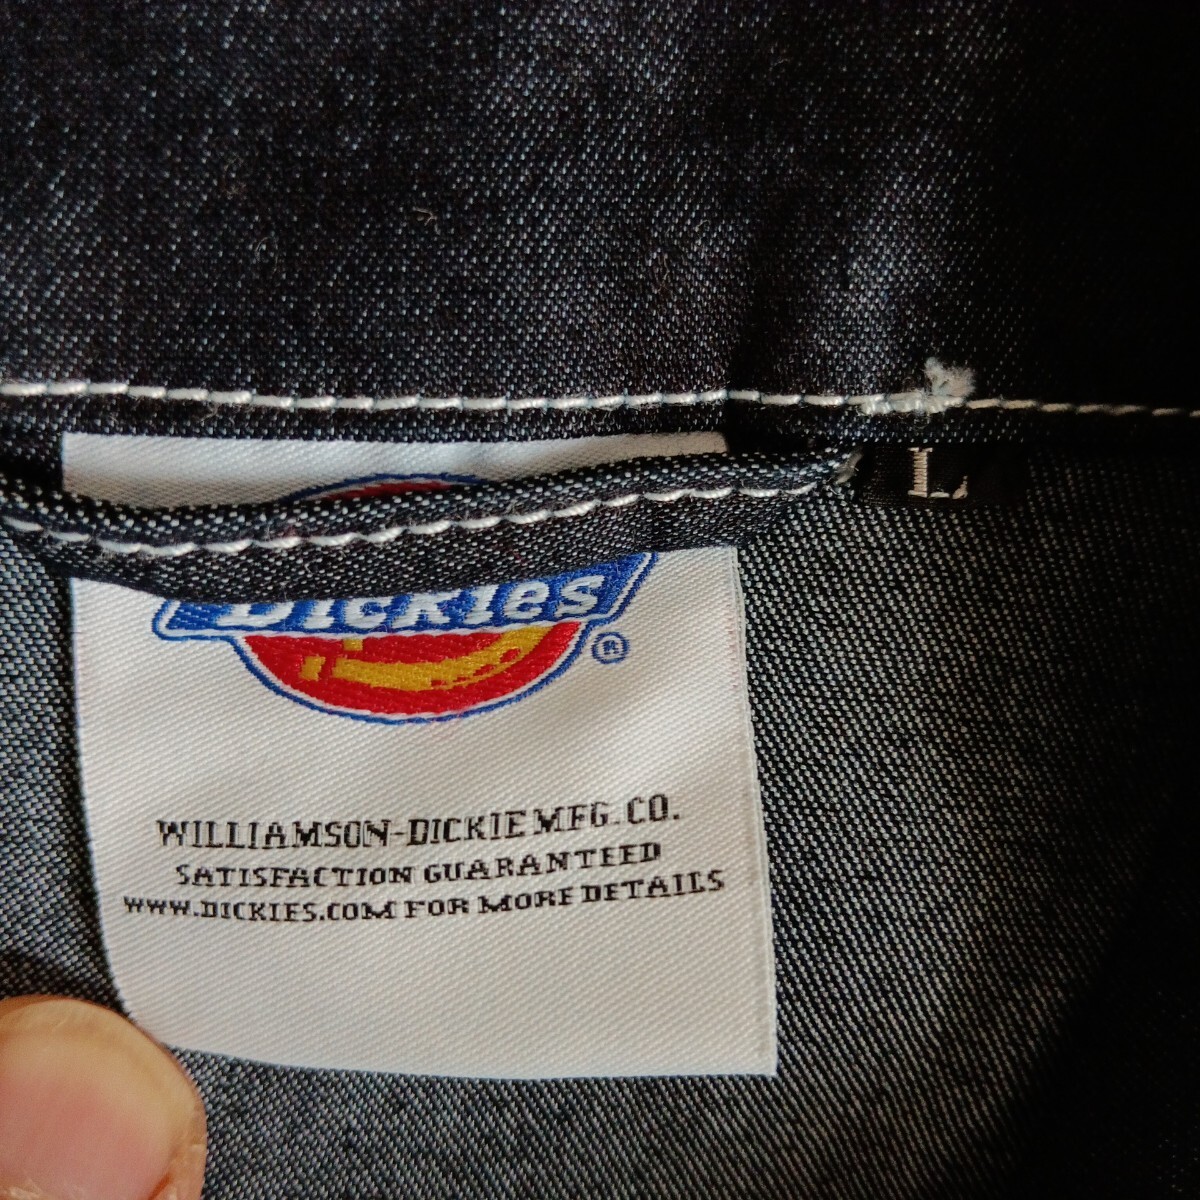 L
Dickies
®
WILLIAMSON-DICKIE MFG. CO.
SATISFACTION GUARANTEED
WWW.DICKIES.COM FOR MORE DETAILS